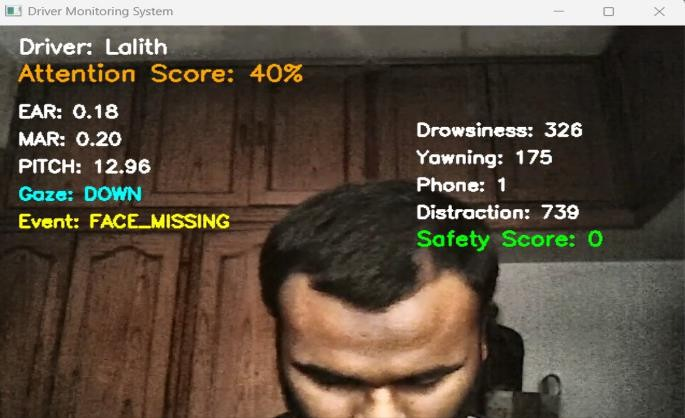 Driver Monitoring System
Driver: Lalith
Attention Score: 40%
EAR: 0.18
MAR: 0.20
PITCH: 12.96
Gaze: DOWN
Event: FACE_MISSING
Drowsiness: 326
Yawning: 175
Phone: 1
Distraction: 739
Safety Score: 0